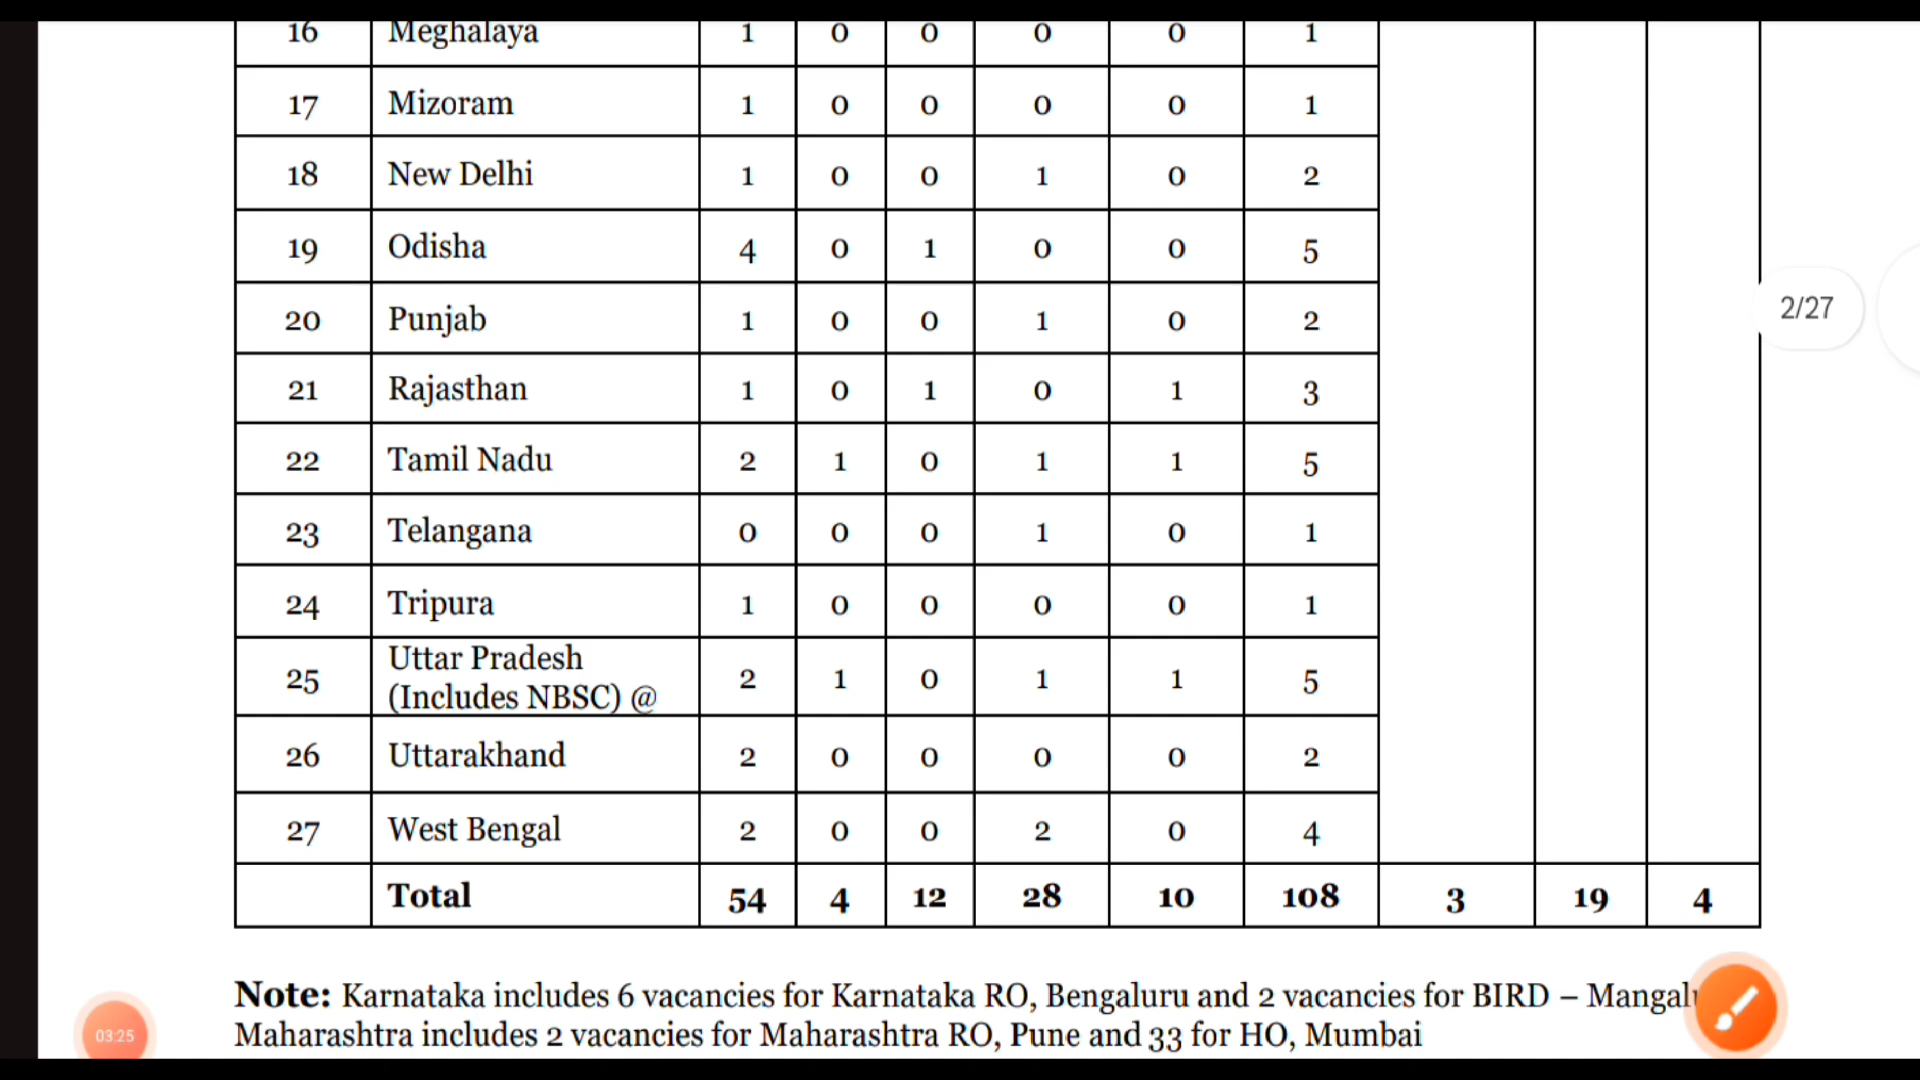 16 Meghalaya 1 0 0 0 0 1
17 Mizoram 1 0 0 0 0 1
18 New Delhi 1 0 0 1 0 2
19 Odisha 4 0 1 0 0 5
20 Punjab 1 0 0 1 0 2
21 Rajasthan 1 0 1 0 1 3
22 Tamil Nadu 2 1 0 1 1 5
23 Telangana 0 0 0 1 0 1
24 Tripura 1 0 0 0 0 1
25 Uttar Pradesh (Includes NBSC) @ 2 1 0 1 1 5
26 Uttarakhand 2 0 0 0 0 2
27 West Bengal 2 0 0 2 0 4
Total 54 4 12 28 10 108 3 19 4
2/27
Note: Karnataka includes 6 vacancies for Karnataka RO, Bengaluru and 2 vacancies for BIRD –
Maharashtra includes 2 vacancies for Maharashtra RO, Pune and 33 for HO, Mumbai
03:25